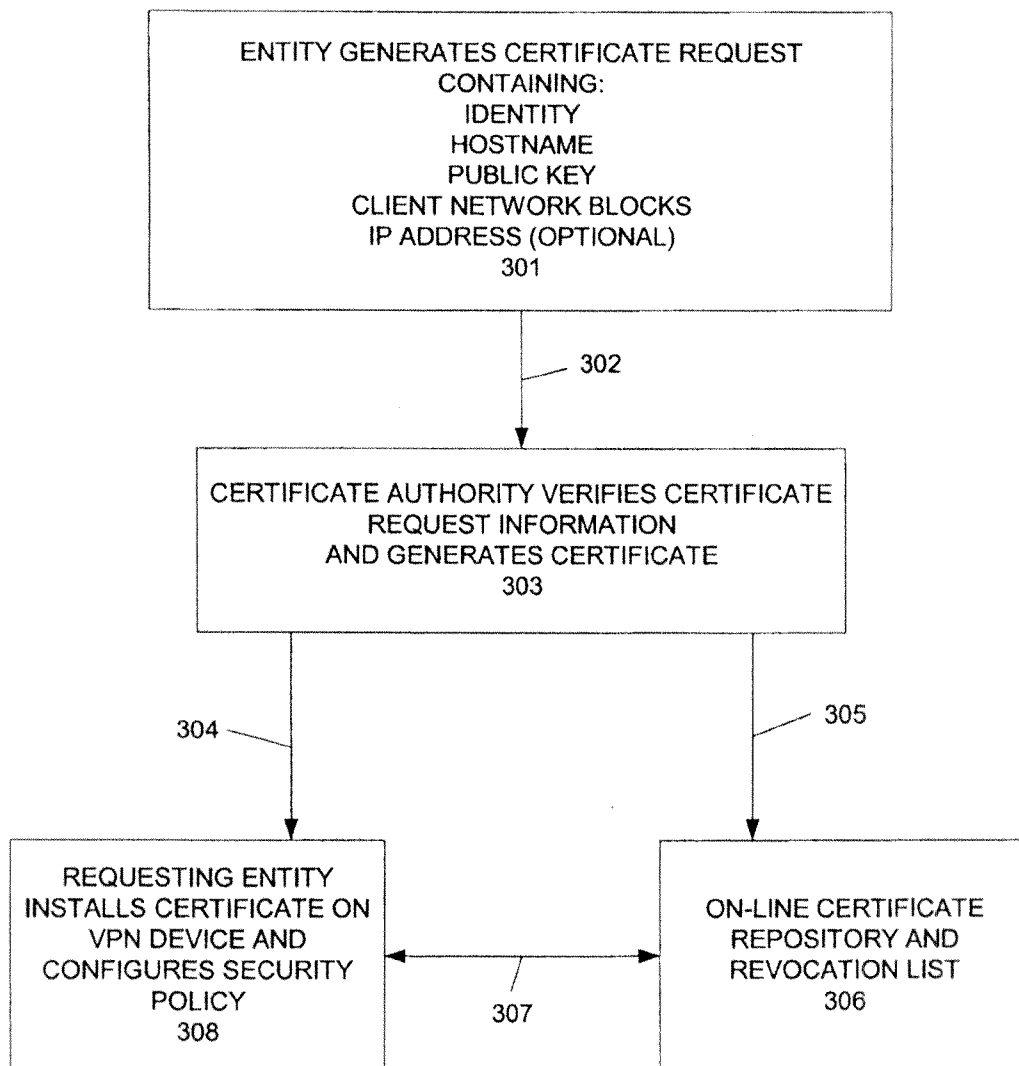 ENTITY GENERATES CERTIFICATE REQUEST
CONTAINING:
IDENTITY
HOSTNAME
PUBLIC KEY
CLIENT NETWORK BLOCKS
IP ADDRESS (OPTIONAL)
301
302
CERTIFICATE AUTHORITY VERIFIES CERTIFICATE
REQUEST INFORMATION
AND GENERATES CERTIFICATE
303
304
305
REQUESTING ENTITY
INSTALLS CERTIFICATE ON
VPN DEVICE AND
CONFIGURES SECURITY
POLICY
308
307
ON-LINE CERTIFICATE
REPOSITORY AND
REVOCATION LIST
306